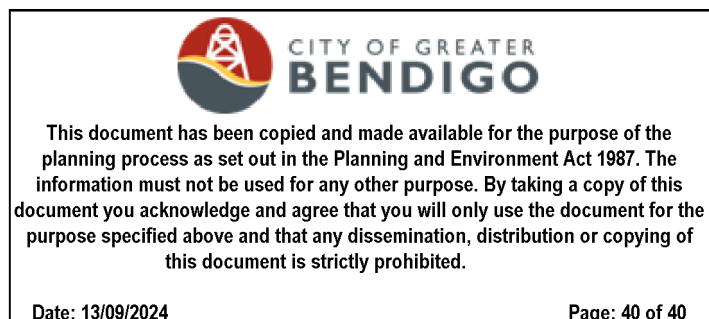 CITY OF GREATER
BENDIGO
This document has been copied and made available for the purpose of the
planning process as set out in the Planning and Environment Act 1987. The
information must not be used for any other purpose. By taking a copy of this
document you acknowledge and agree that you will only use the document for the
purpose specified above and that any dissemination, distribution or copying of
this document is strictly prohibited.
Date: 13/09/2024 Page: 40 of 40